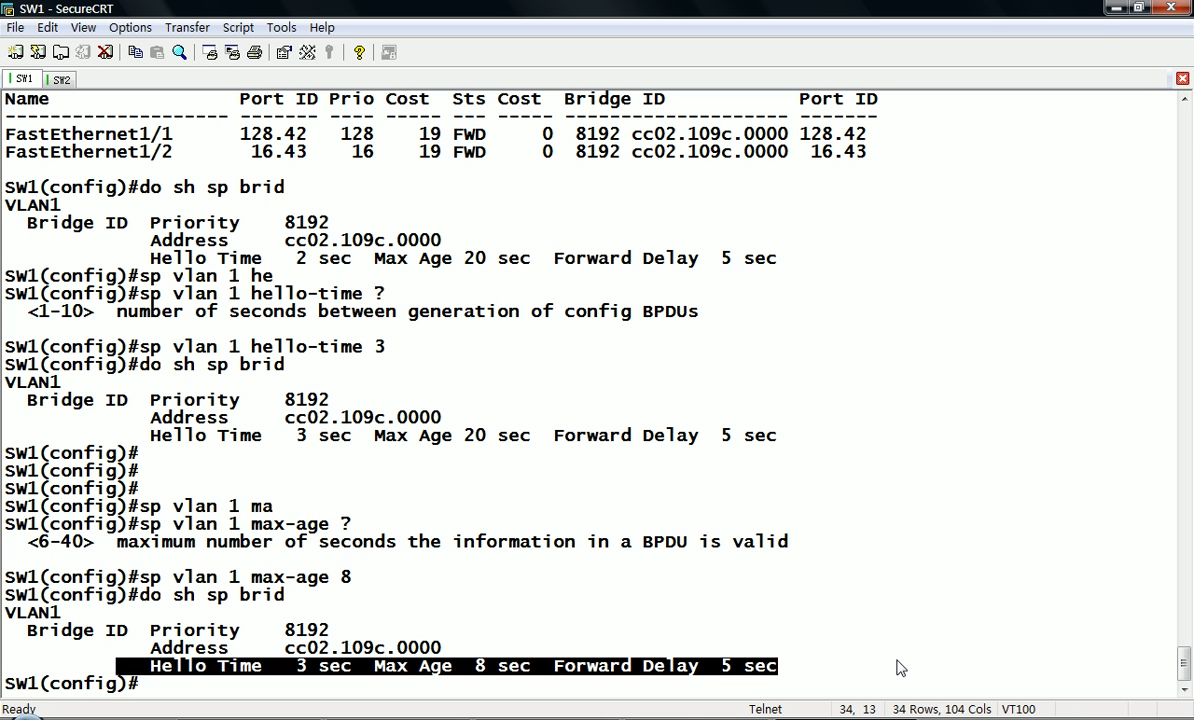 SW1 - SecureCRT
File Edit View Options Transfer Script Tools Help
SW1 SW2
Name                 Port ID Prio Cost  Sts Cost  Bridge ID            Port ID
-------------------- ------- ---- ----- --- ----- -------------------- -------
FastEthernet1/1      128.42   128    19 FWD     0  8192 cc02.109c.0000 128.42
FastEthernet1/2       16.43    16    19 FWD     0  8192 cc02.109c.0000  16.43
SW1(config)#do sh sp brid
VLAN1
  Bridge ID  Priority    8192
             Address     cc02.109c.0000
             Hello Time   2 sec  Max Age 20 sec  Forward Delay  5 sec
SW1(config)#sp vlan 1 he
SW1(config)#sp vlan 1 hello-time ?
  <1-10>  number of seconds between generation of config BPDUs
SW1(config)#sp vlan 1 hello-time 3
SW1(config)#do sh sp brid
VLAN1
  Bridge ID  Priority    8192
             Address     cc02.109c.0000
             Hello Time   3 sec  Max Age 20 sec  Forward Delay  5 sec
SW1(config)#
SW1(config)#
SW1(config)#
SW1(config)#sp vlan 1 ma
SW1(config)#sp vlan 1 max-age ?
  <6-40>  maximum number of seconds the information in a BPDU is valid
SW1(config)#sp vlan 1 max-age 8
SW1(config)#do sh sp brid
VLAN1
  Bridge ID  Priority    8192
             Address     cc02.109c.0000
             Hello Time   3 sec  Max Age  8 sec  Forward Delay  5 sec
SW1(config)#
Ready Telnet 34, 13 34 Rows, 104 Cols VT100